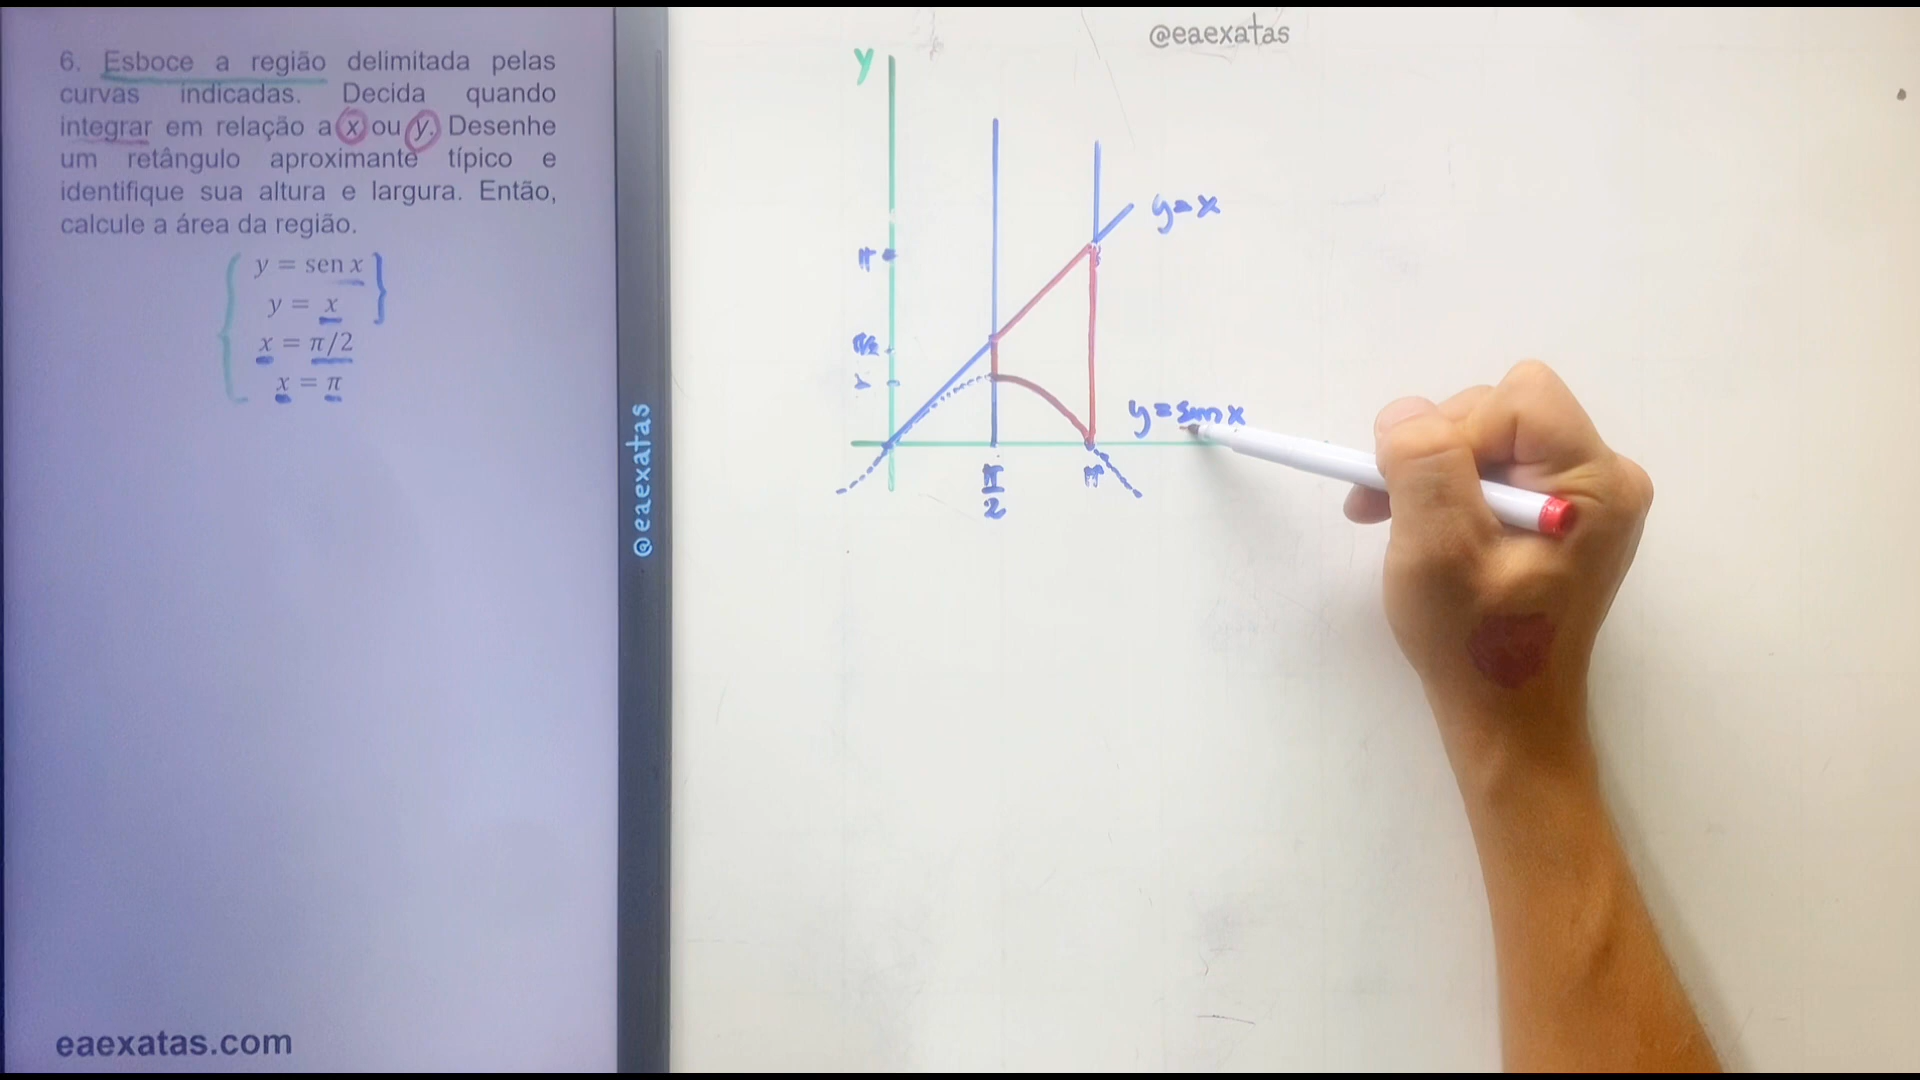 6. Esboce a região delimitada pelas
curvas indicadas. Decida quando
integrar em relação a x ou y. Desenhe
um retângulo aproximante típico e
identifique sua altura e largura. Então,
calcule a área da região.
y = sen x
y = x
x = π/2
x = π
eaexatas.com
@eaexatas
@eaexatas
y
y=x
π
π/2
y=sen x
π/2
π